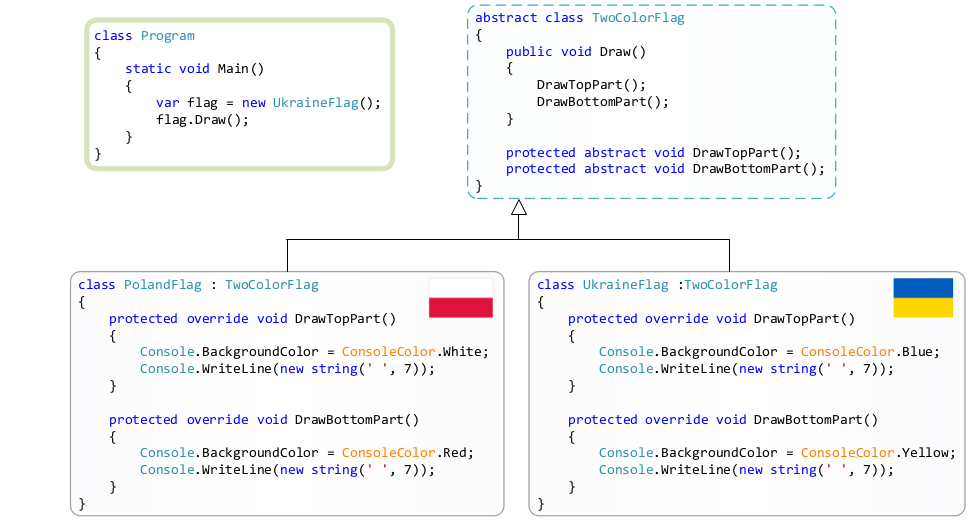 class Program
{
    static void Main()
    {
        var flag = new UkraineFlag();
        flag.Draw();
    }
}
abstract class TwoColorFlag
{
    public void Draw()
    {
        DrawTopPart();
        DrawBottomPart();
    }

    protected abstract void DrawTopPart();
    protected abstract void DrawBottomPart();
}
class PolandFlag : TwoColorFlag
{
    protected override void DrawTopPart()
    {
        Console.BackgroundColor = ConsoleColor.White;
        Console.WriteLine(new string(' ', 7));
    }

    protected override void DrawBottomPart()
    {
        Console.BackgroundColor = ConsoleColor.Red;
        Console.WriteLine(new string(' ', 7));
    }
}
class UkraineFlag :TwoColorFlag
{
    protected override void DrawTopPart()
    {
        Console.BackgroundColor = ConsoleColor.Blue;
        Console.WriteLine(new string(' ', 7));
    }

    protected override void DrawBottomPart()
    {
        Console.BackgroundColor = ConsoleColor.Yellow;
        Console.WriteLine(new string(' ', 7));
    }
}